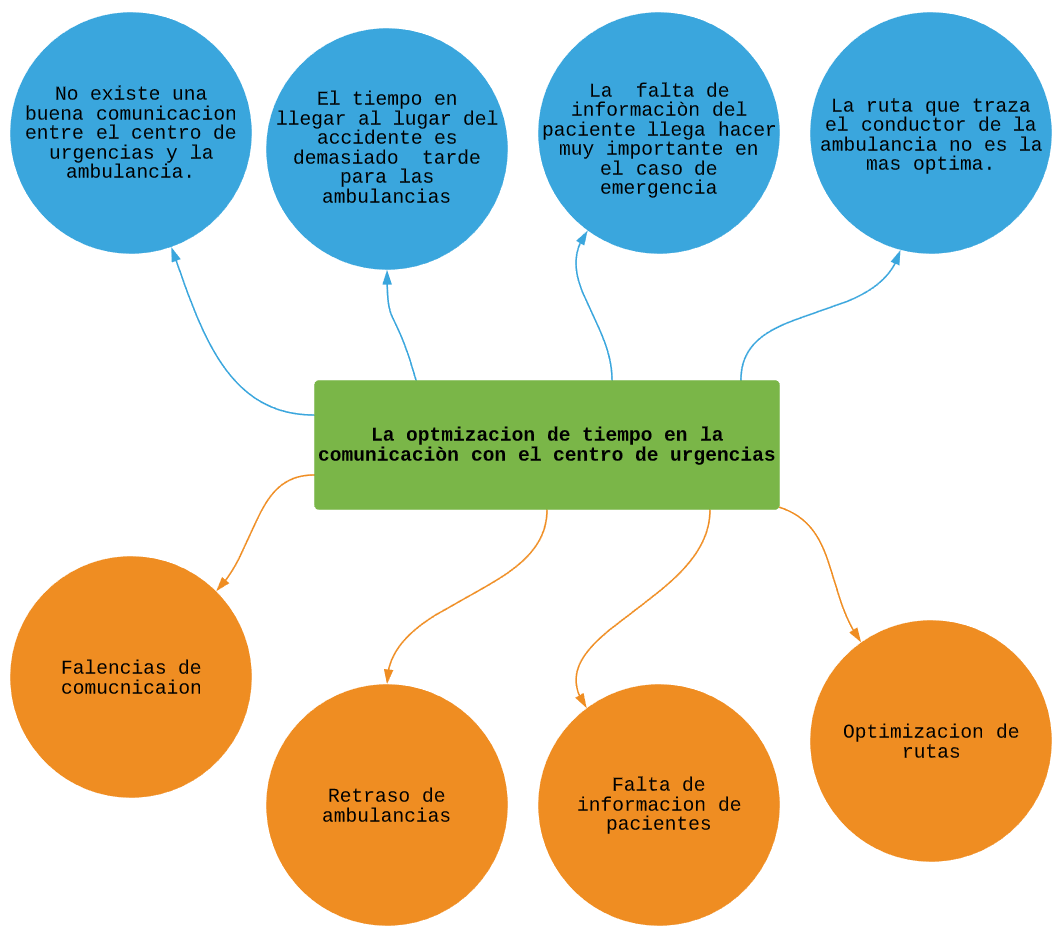 No existe una
buena comunicacion
entre el centro de
urgencias y la
ambulancia.
El tiempo en
llegar al lugar del
accidente es
demasiado  tarde
para las
ambulancias
La  falta de
informaciòn del
paciente llega hacer
muy importante en
el caso de
emergencia
La ruta que traza
el conductor de la
ambulancia no es la
mas optima.
La optmizacion de tiempo en la
comunicaciòn con el centro de urgencias
Falencias de
comucnicaion
Retraso de
ambulancias
Falta de
informacion de
pacientes
Optimizacion de
rutas